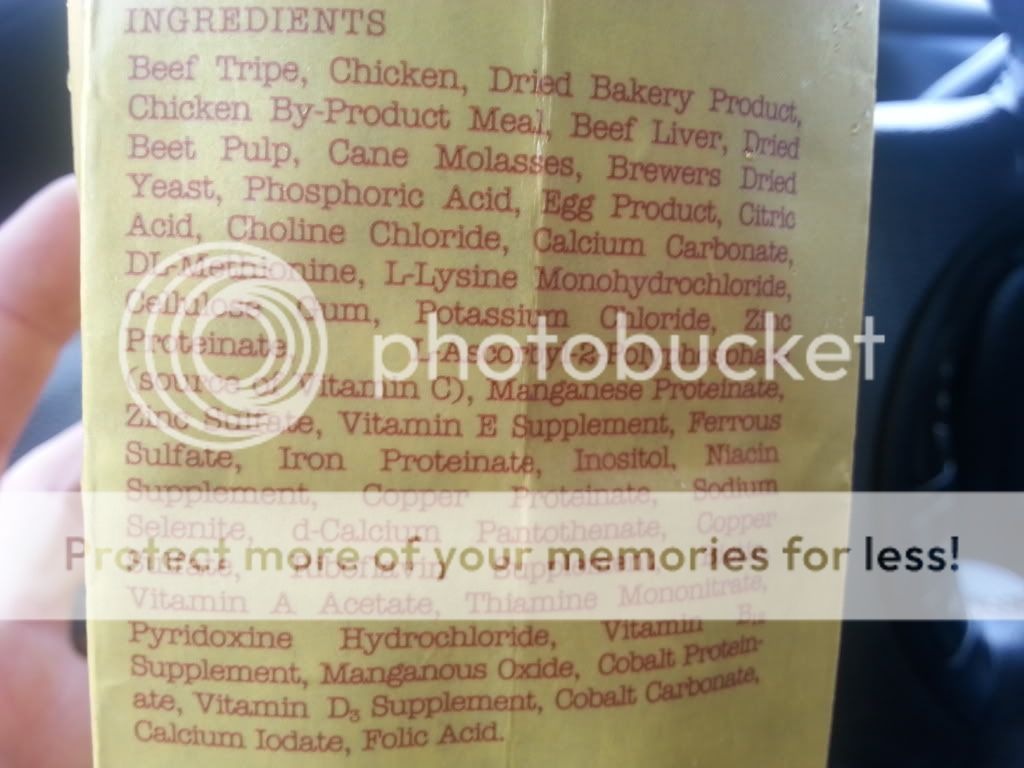 INGREDIENTS
Beef Tripe, Chicken, Dried Bakery Product,
Chicken By-Product Meal, Beef Liver, Dried
Beet Pulp, Cane Molasses, Brewers Dried
Yeast, Phosphoric Acid, Egg Product, Citric
Acid, Choline Chloride, Calcium Carbonate,
DL-Methionine, L-Lysine Monohydrochloride,
Cellulose Gum, Potassium Chloride, Zinc
Proteinate, L-Ascorbyl-2-Polyphosphate
(source of Vitamin C), Manganese Proteinate,
Zinc Sulfate, Vitamin E Supplement, Ferrous
Sulfate, Iron Proteinate, Inositol, Niacin
Supplement, Copper Proteinate, Sodium
Selenite, d-Calcium Pantothenate, Copper
Sulfate, Riboflavin Supplement,
Vitamin A Acetate, Thiamine Mononitrate,
Pyridoxine Hydrochloride, Vitamin B12
Supplement, Manganous Oxide, Cobalt Protein-
ate, Vitamin D3 Supplement, Cobalt Carbonate,
Calcium Iodate, Folic Acid.
photobucket
Protect more of your memories for less!